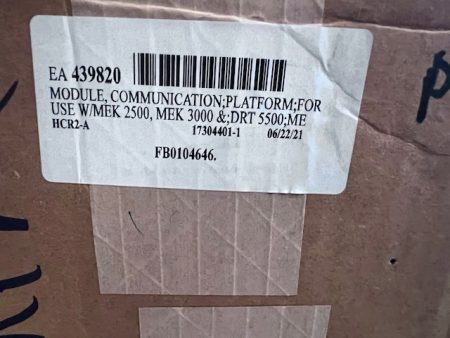 EA 439820
MODULE, COMMUNICATION;PLATFORM;FOR
USE W/MEK 2500, MEK 3000 &;DRT 5500;ME
HCR2-A 17304401-1 06/22/21
FB0104646.